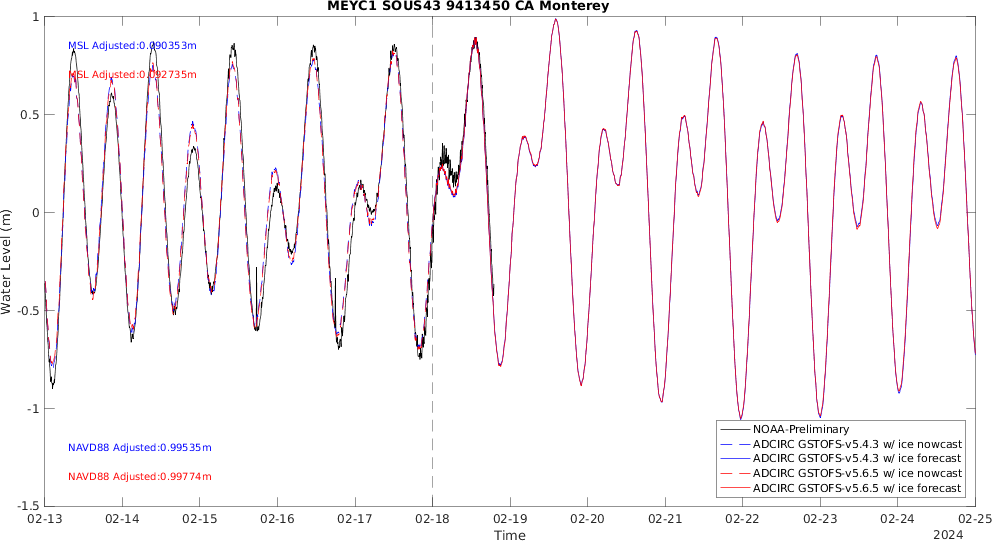 MEYC1 SOUS43 9413450 CA Monterey
1
0.5
0
-0.5
-1
-1.5
Water Level (m)
MSL Adjusted:0.090353m
MSL Adjusted:0.092735m
NAVD88 Adjusted:0.99535m
NAVD88 Adjusted:0.99774m
NOAA-Preliminary
ADCIRC GSTOFS-v5.4.3 w/ ice nowcast
ADCIRC GSTOFS-v5.4.3 w/ ice forecast
ADCIRC GSTOFS-v5.6.5 w/ ice nowcast
ADCIRC GSTOFS-v5.6.5 w/ ice forecast
02-13 02-14 02-15 02-16 02-17 02-18 02-19 02-20 02-21 02-22 02-23 02-24 02-25
Time
2024